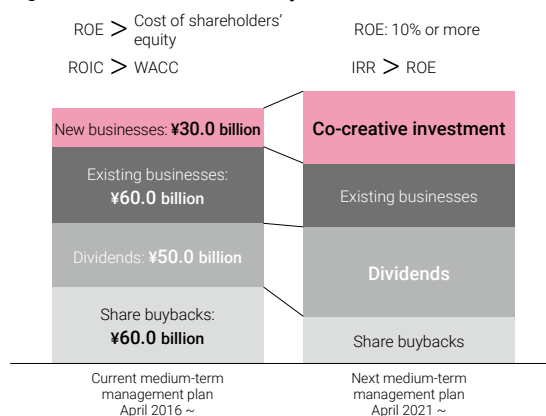 ROE > Cost of shareholders'
equity
ROIC > WACC
ROE: 10% or more
IRR > ROE
New businesses: ¥30.0 billion
Existing businesses:
¥60.0 billion
Dividends: ¥50.0 billion
Share buybacks:
¥60.0 billion
Co-creative investment
Existing businesses
Dividends
Share buybacks
Current medium-term
management plan
April 2016 ~
Next medium-term
management plan
April 2021 ~